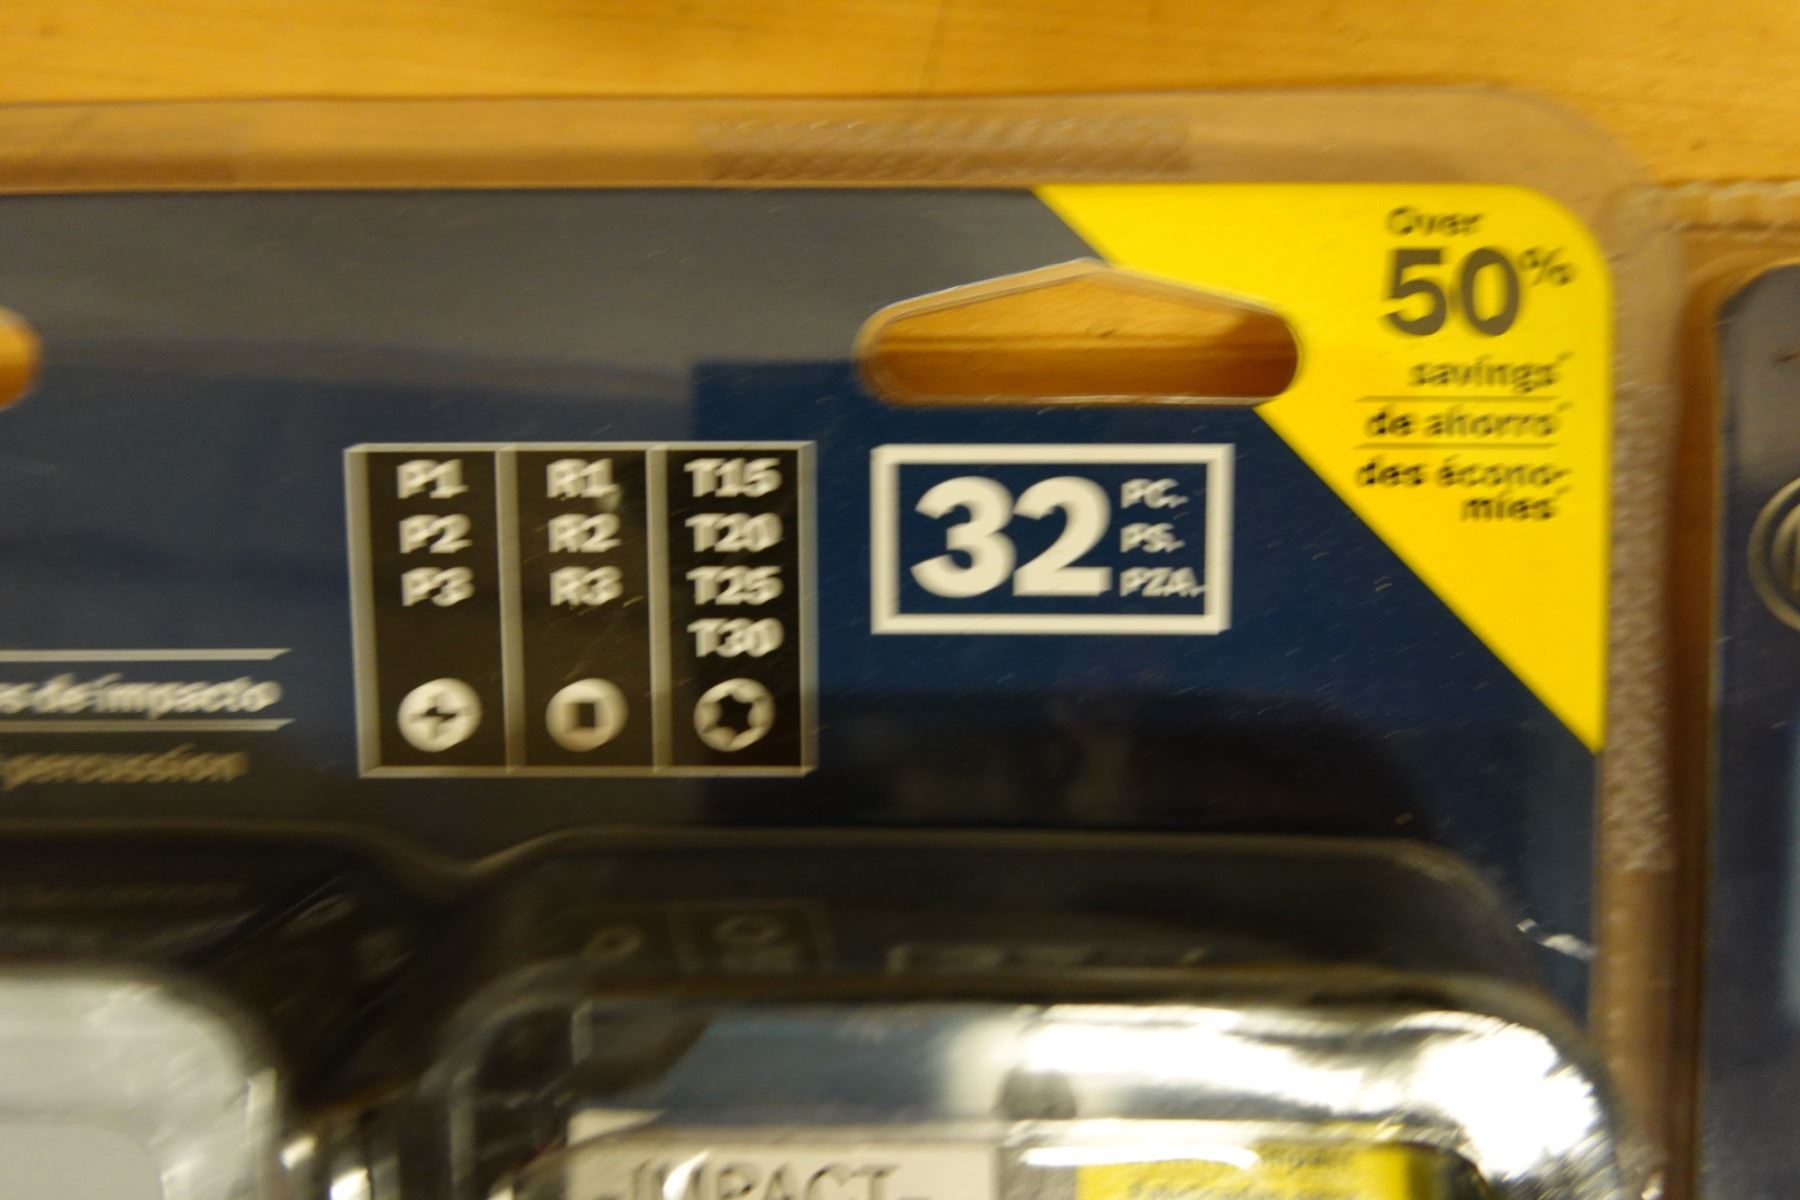 Over
50%
savings*
de ahorro*
des écono-
mies*
P1
P2
P3
R1
R2
R3
T15
T20
T25
T30
32
PC.
PS.
PZA.
de impacto
percussion
IMPACT